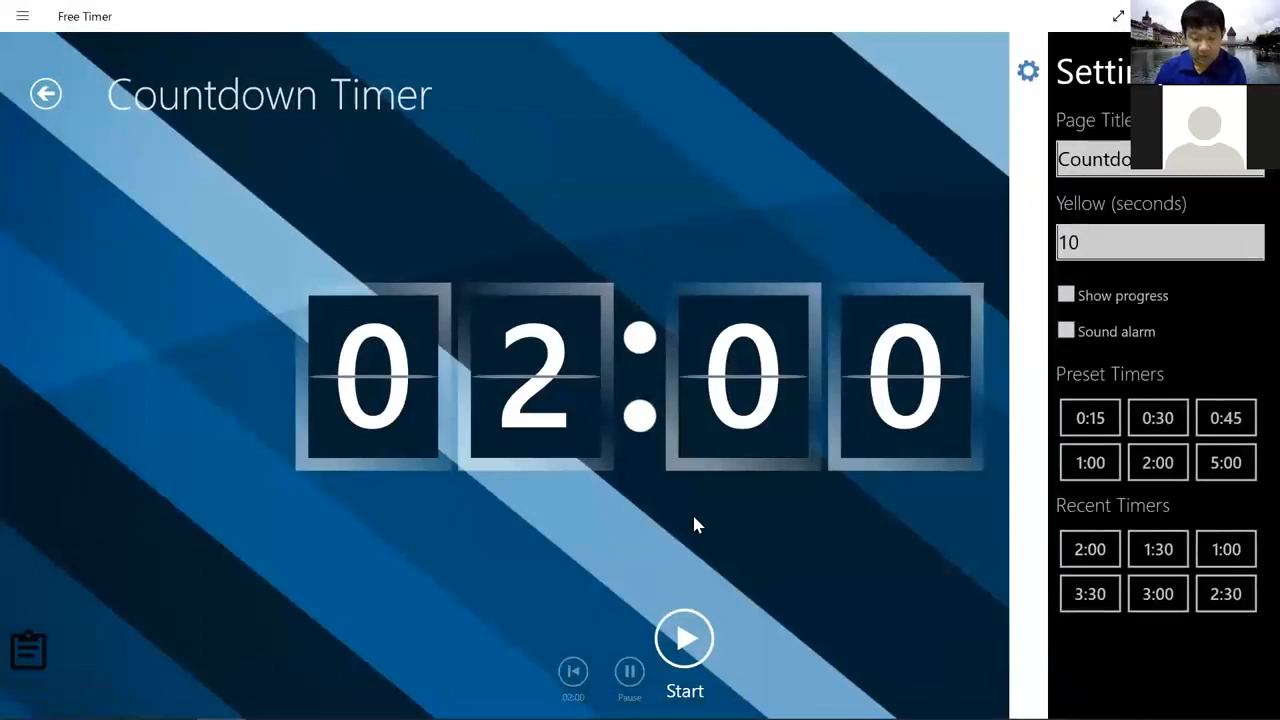 Free Timer
Countdown Timer
02:00
02:00
Pause
Start
Setti
Page Title
Countdo
Yellow (seconds)
10
Show progress
Sound alarm
Preset Timers
0:15 0:30 0:45
1:00 2:00 5:00
Recent Timers
2:00 1:30 1:00
3:30 3:00 2:30